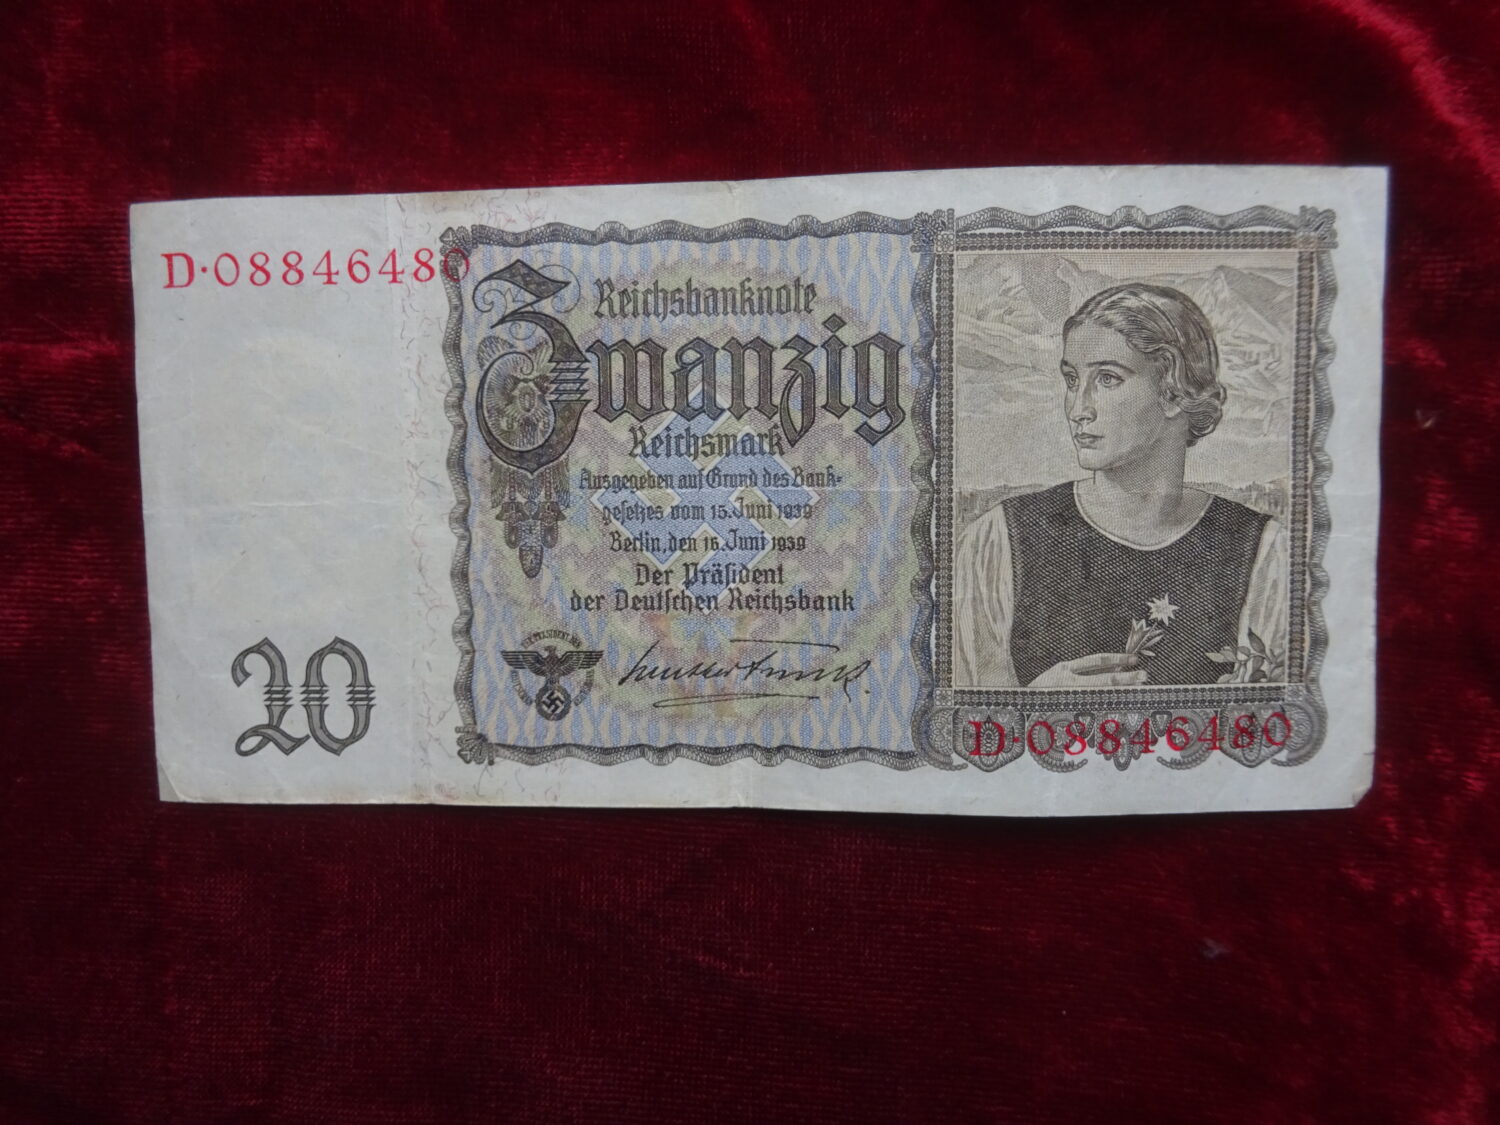 D·08846480
Reichsbanknote
Zwanzig
Reichsmark
Ausgegeben auf Grund des Bank-
gesetzes vom 15. Juni 1939
Berlin, den 16. Juni 1939
Der Präsident
der Deutschen Reichsbank
20
D·08846480